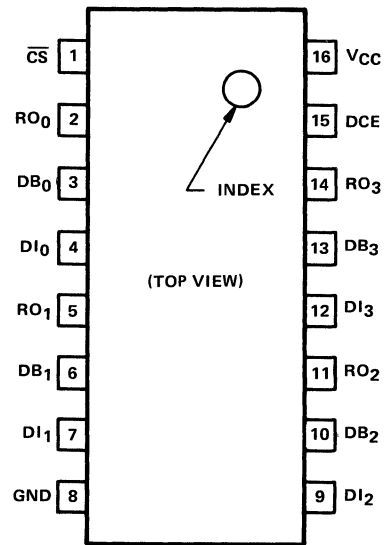 CS 1 16 VCC
RO0 2 15 DCE
DB0 3 14 RO3
INDEX
DI0 4 13 DB3
(TOP VIEW)
RO1 5 12 DI3
DB1 6 11 RO2
DI1 7 10 DB2
GND 8 9 DI2